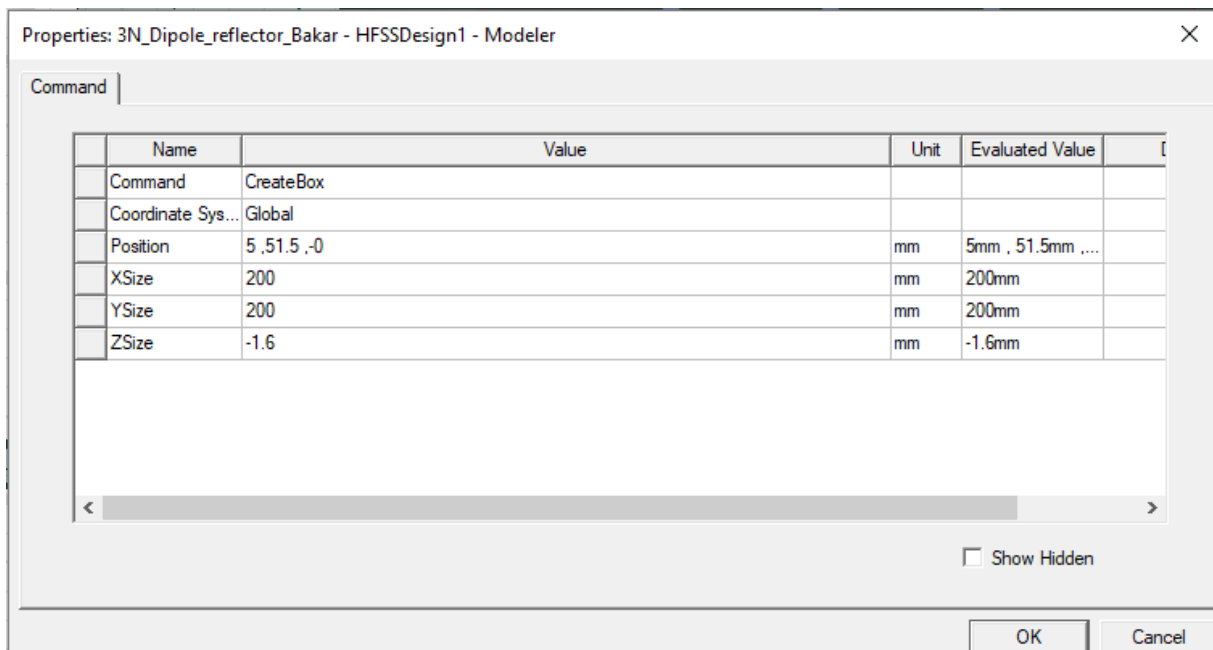 Properties: 3N_Dipole_reflector_Bakar - HFSSDesign1 - Modeler
Command
Name Value Unit Evaluated Value
Command CreateBox
Coordinate Sys... Global
Position 5 ,51.5 ,-0 mm 5mm , 51.5mm ,...
XSize 200 mm 200mm
YSize 200 mm 200mm
ZSize -1.6 mm -1.6mm
Show Hidden
OK Cancel